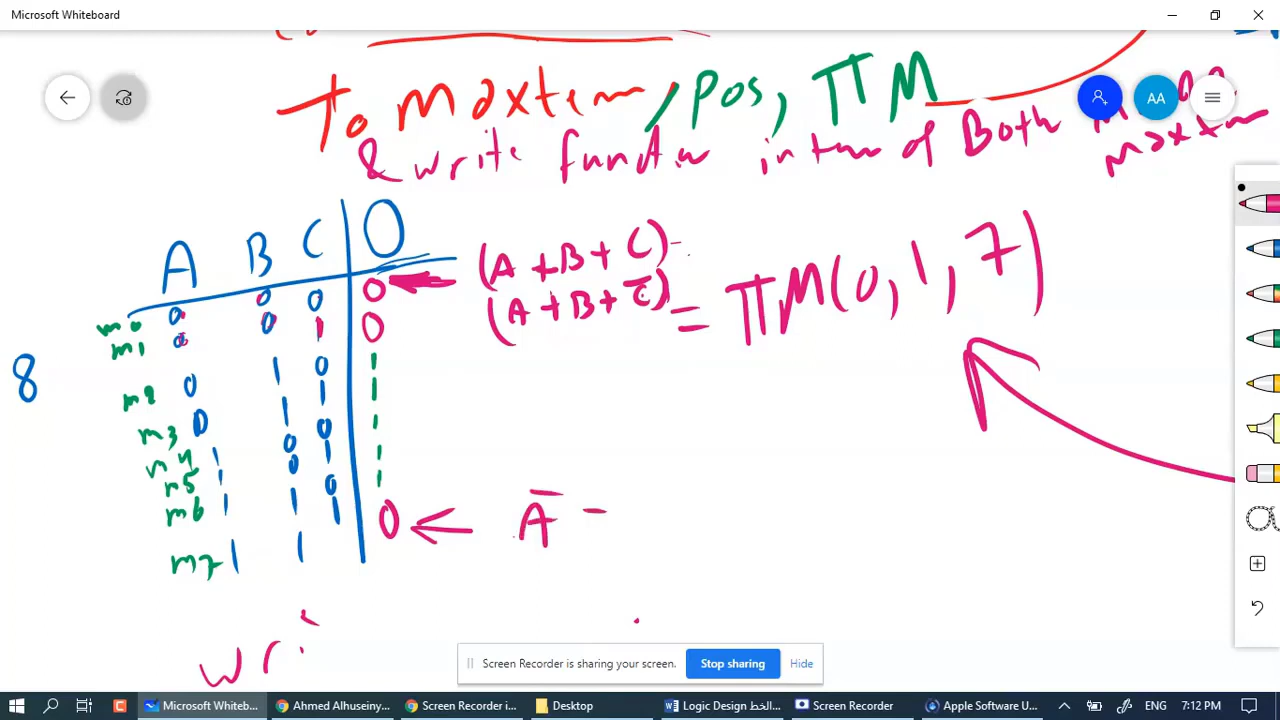 Microsoft Whiteboard
To maxterm/POS, ΠM
& write function in term of Both
maxterm
AA
A B C O
m0 0 0 0 0 (A+B+C)
m1 0 0 1 0 (A+B+C̅) = ΠM(0, 1, 7)
m2 0 1 0 1
8
m3 0 1 1 1
m4 1 0 0 1
m5 1 0 1 1
m6 1 1 0 1
m7 1 1 1 0 ← A̅ -
wri
Screen Recorder is sharing your screen. Stop sharing Hide
Microsoft Whiteb... Ahmed Alhuseiny... Screen Recorder i... Desktop Logic Design الخط... Screen Recorder Apple Software U... ENG 7:12 PM